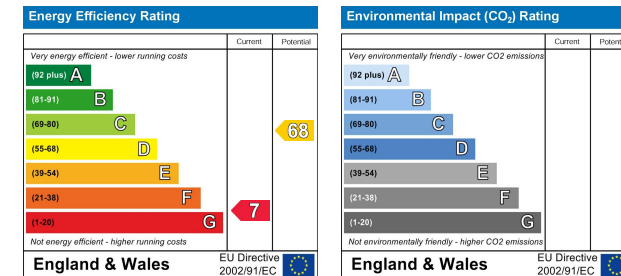 Energy Efficiency Rating
Current Potential
Very energy efficient - lower running costs
(92 plus) A
(81-91) B
(69-80) C
(55-68) D
(39-54) E
(21-38) F
(1-20) G
68
7
Not energy efficient - higher running costs
England & Wales
EU Directive
2002/91/EC
Environmental Impact (CO₂) Rating
Current Potent
Very environmentally friendly - lower CO2 emissions
(92 plus) A
(81-91) B
(69-80) C
(55-68) D
(39-54) E
(21-38) F
(1-20) G
Not environmentally friendly - higher CO2 emissions
England & Wales
EU Directive
2002/91/EC